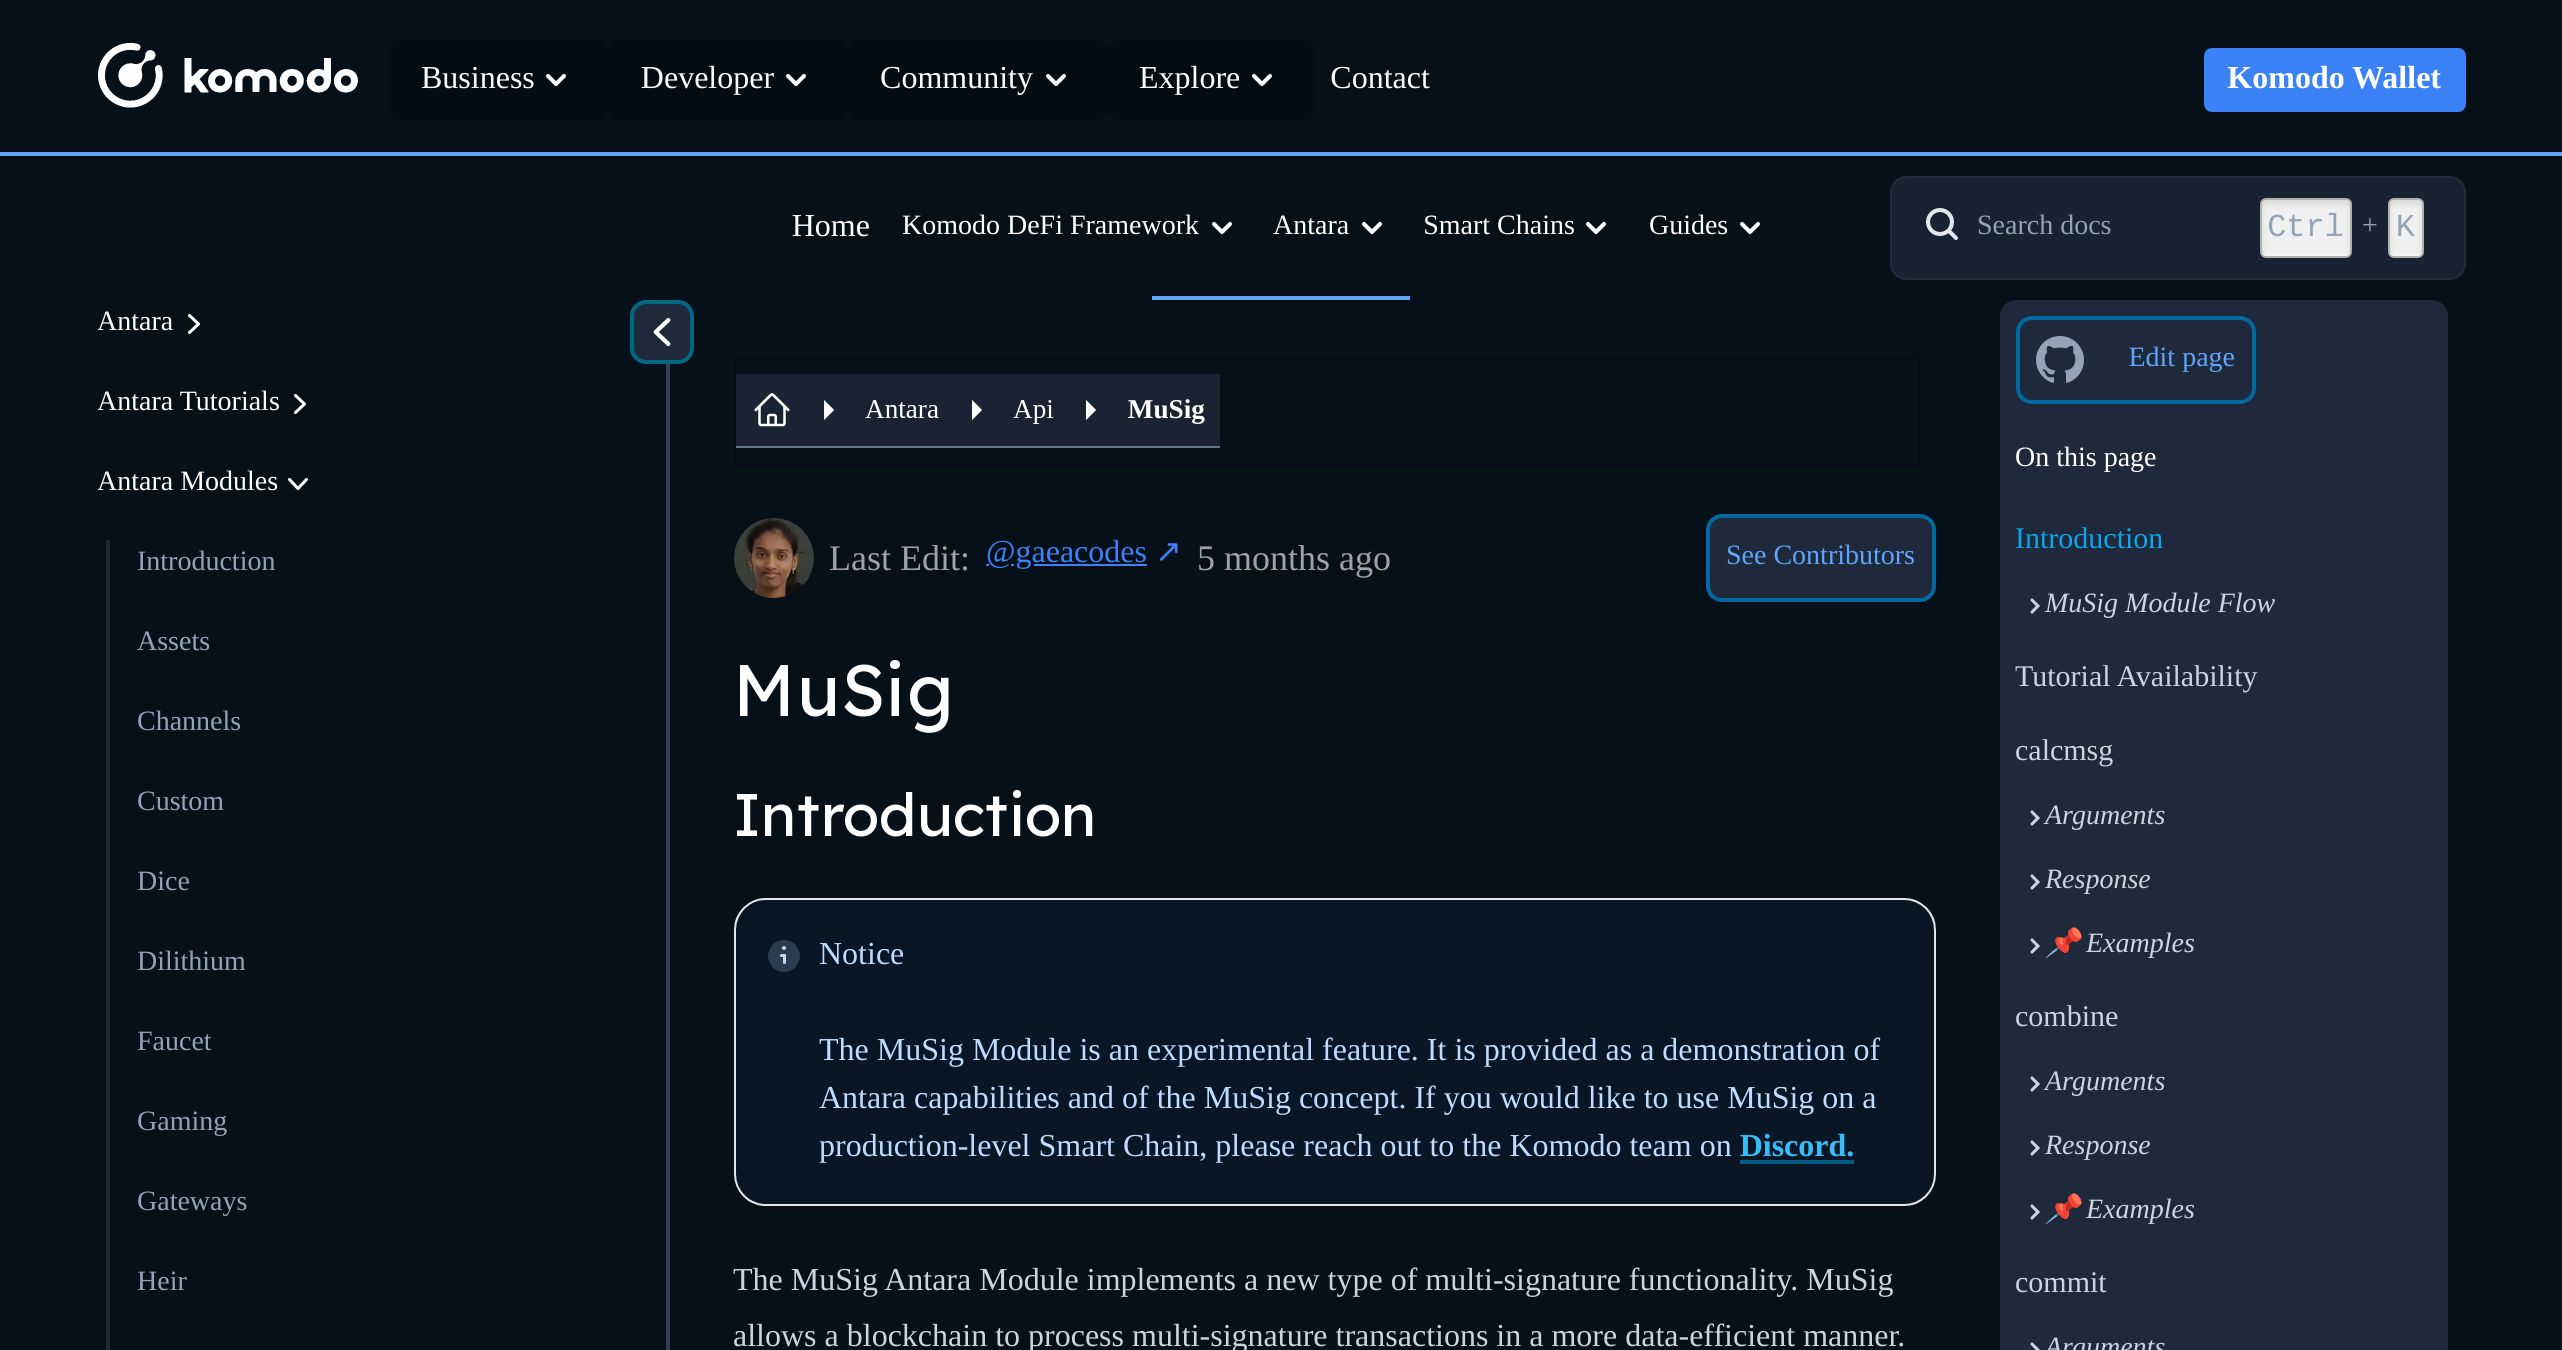 komodo
Business
Developer
Community
Explore
Contact
Komodo Wallet
Home
Komodo DeFi Framework
Antara
Smart Chains
Guides
Search docs
Ctrl + K
Antara
Antara Tutorials
Antara Modules
Introduction
Assets
Channels
Custom
Dice
Dilithium
Faucet
Gaming
Gateways
Heir
Antara
Api
MuSig
Last Edit: @gaeacodes ↗ 5 months ago
See Contributors
MuSig
Introduction
Notice
The MuSig Module is an experimental feature. It is provided as a demonstration of
Antara capabilities and of the MuSig concept. If you would like to use MuSig on a
production-level Smart Chain, please reach out to the Komodo team on Discord.
The MuSig Antara Module implements a new type of multi-signature functionality. MuSig
allows a blockchain to process multi-signature transactions in a more data-efficient manner.
Edit page
On this page
Introduction
MuSig Module Flow
Tutorial Availability
calcmsg
Arguments
Response
📌 Examples
combine
Arguments
Response
📌 Examples
commit
Arguments